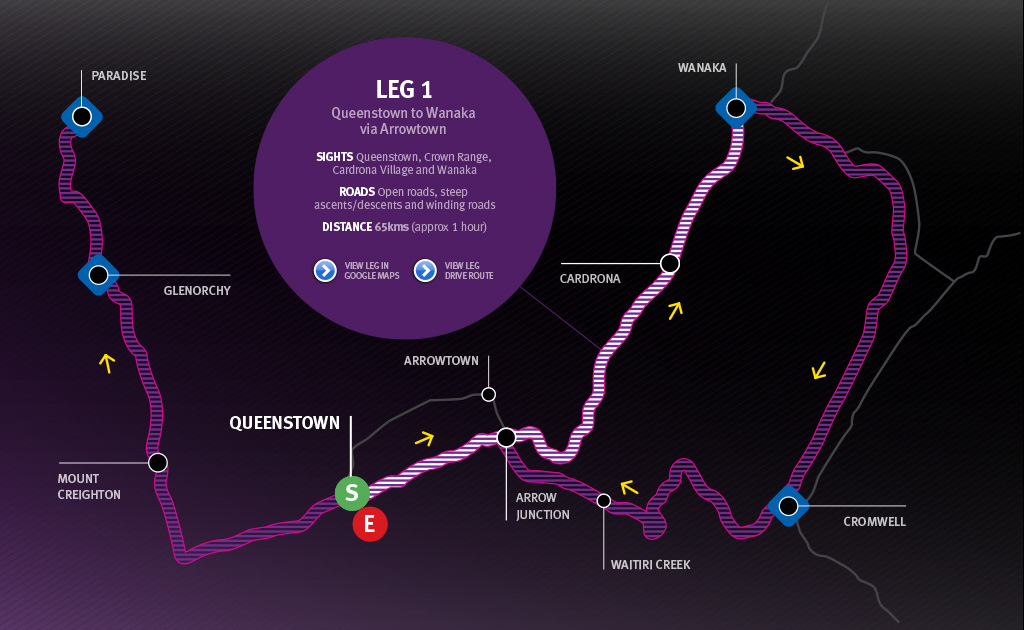 PARADISE
WANAKA
LEG 1
Queenstown to Wanaka
via Arrowtown
SIGHTS Queenstown, Crown Range,
Cardrona Village and Wanaka
ROADS Open roads, steep
ascents/descents and winding roads
DISTANCE 65kms (approx 1 hour)
VIEW LEG IN
GOOGLE MAPS
VIEW LEG
DRIVE ROUTE
CARDRONA
GLENORCHY
ARROWTOWN
QUEENSTOWN
MOUNT
CREIGHTON
S
E
ARROW
JUNCTION
CROMWELL
WAITIRI CREEK